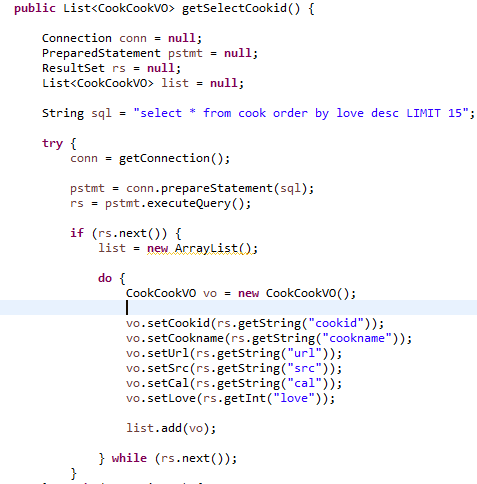 public List<CookCookVO> getSelectCookid() {
Connection conn = null;
PreparedStatement pstmt = null;
ResultSet rs = null;
List<CookCookVO> list = null;
String sql = "select * from cook order by love desc LIMIT 15";
try {
conn = getConnection();
pstmt = conn.prepareStatement(sql);
rs = pstmt.executeQuery();
if (rs.next()) {
list = new ArrayList();
do {
CookCookVO vo = new CookCookVO();
vo.setCookid(rs.getString("cookid"));
vo.setCookname(rs.getString("cookname"));
vo.setUrl(rs.getString("url"));
vo.setSrc(rs.getString("src"));
vo.setCal(rs.getString("cal"));
vo.setLove(rs.getInt("love"));
list.add(vo);
} while (rs.next());
}